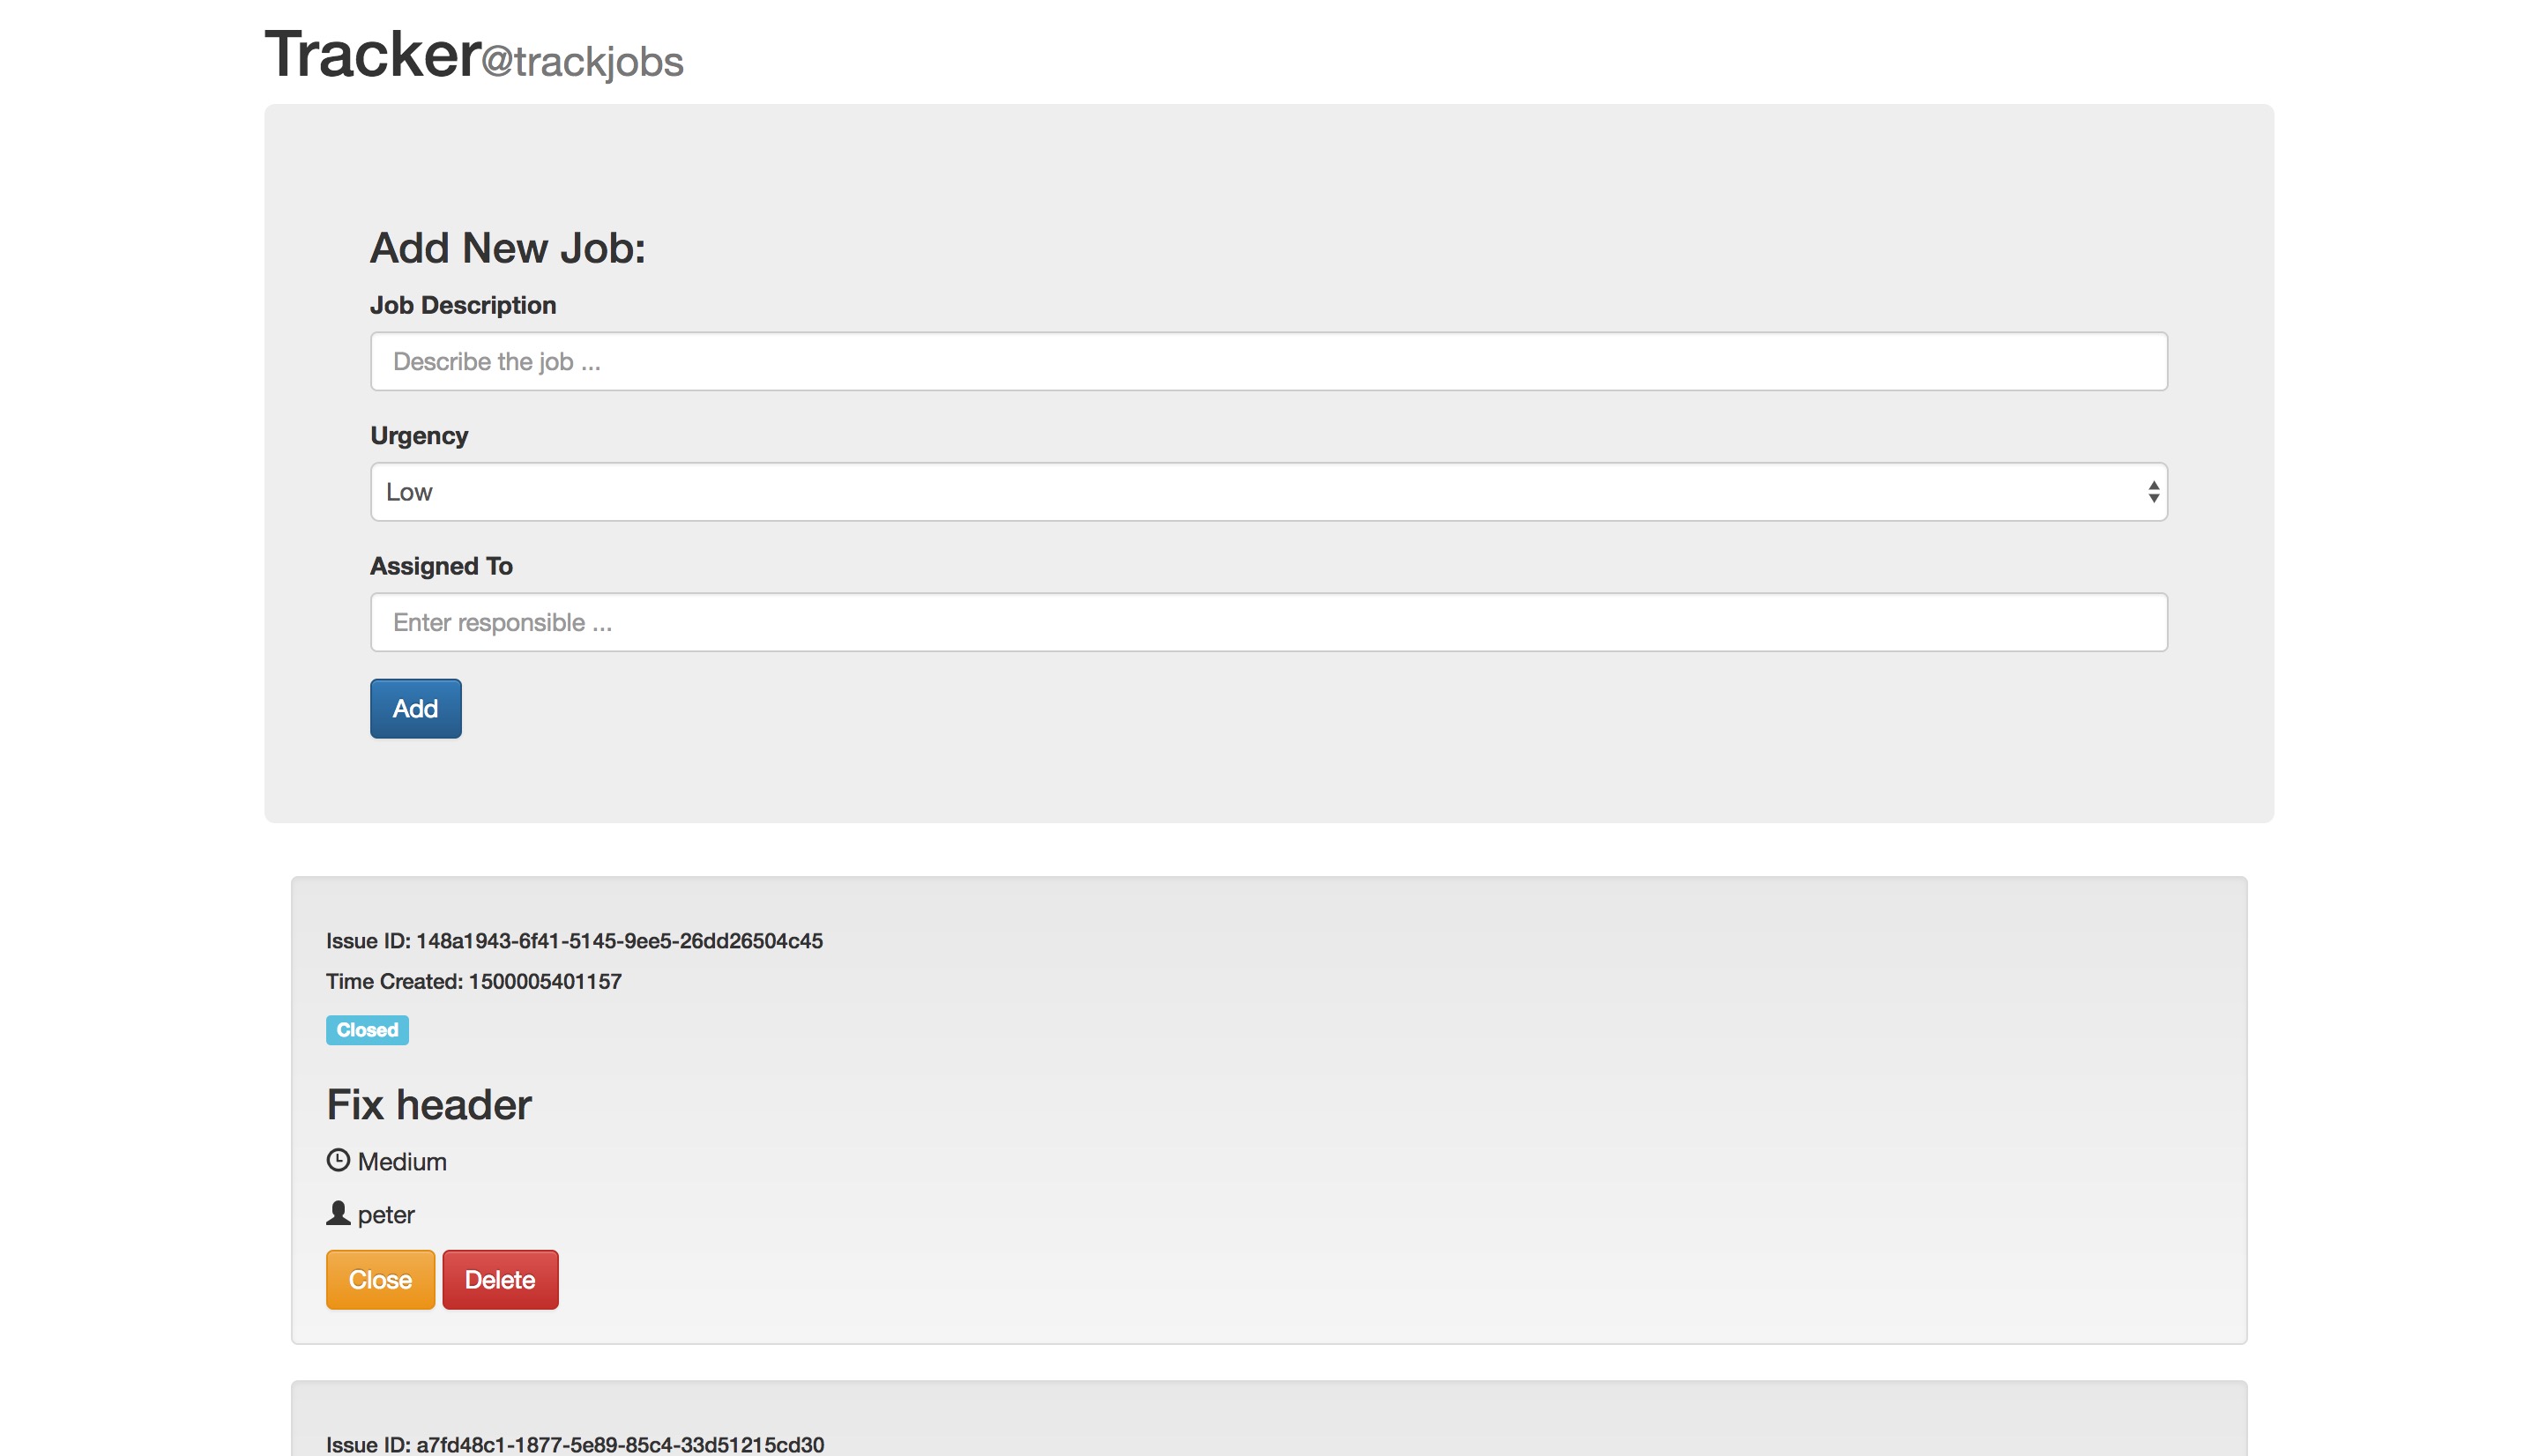 Tracker@trackjobs
Add New Job:
Job Description
Describe the job ...
Urgency
Low
Assigned To
Enter responsible ...
Add
Issue ID: 148a1943-6f41-5145-9ee5-26dd26504c45
Time Created: 1500005401157
Closed
Fix header
Medium
peter
Close Delete
Issue ID: a7fd48c1-1877-5e89-85c4-33d51215cd30